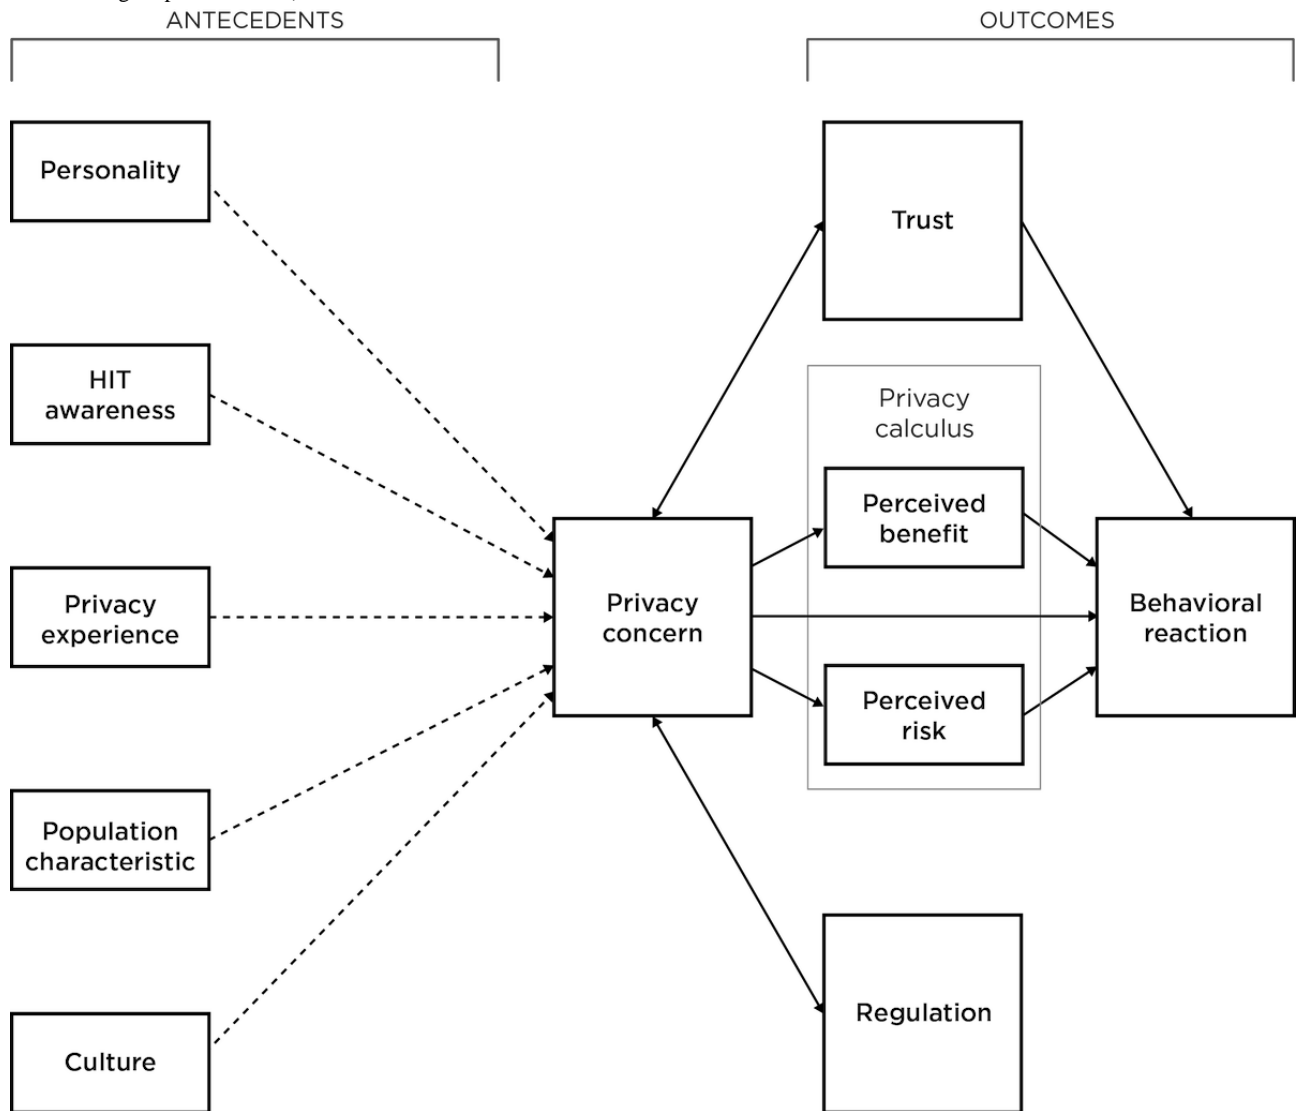 ANTECEDENTS
OUTCOMES
Personality
HIT
awareness
Privacy
experience
Population
characteristic
Culture
Privacy
concern
Trust
Privacy
calculus
Perceived
benefit
Perceived
risk
Regulation
Behavioral
reaction